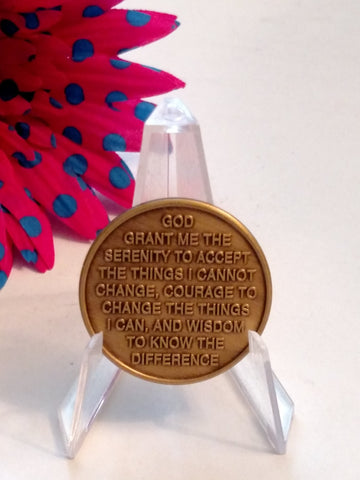 GOD
GRANT ME THE
SERENITY TO ACCEPT
THE THINGS I CANNOT
CHANGE, COURAGE TO
CHANGE THE THINGS
I CAN, AND WISDOM
TO KNOW THE
DIFFERENCE